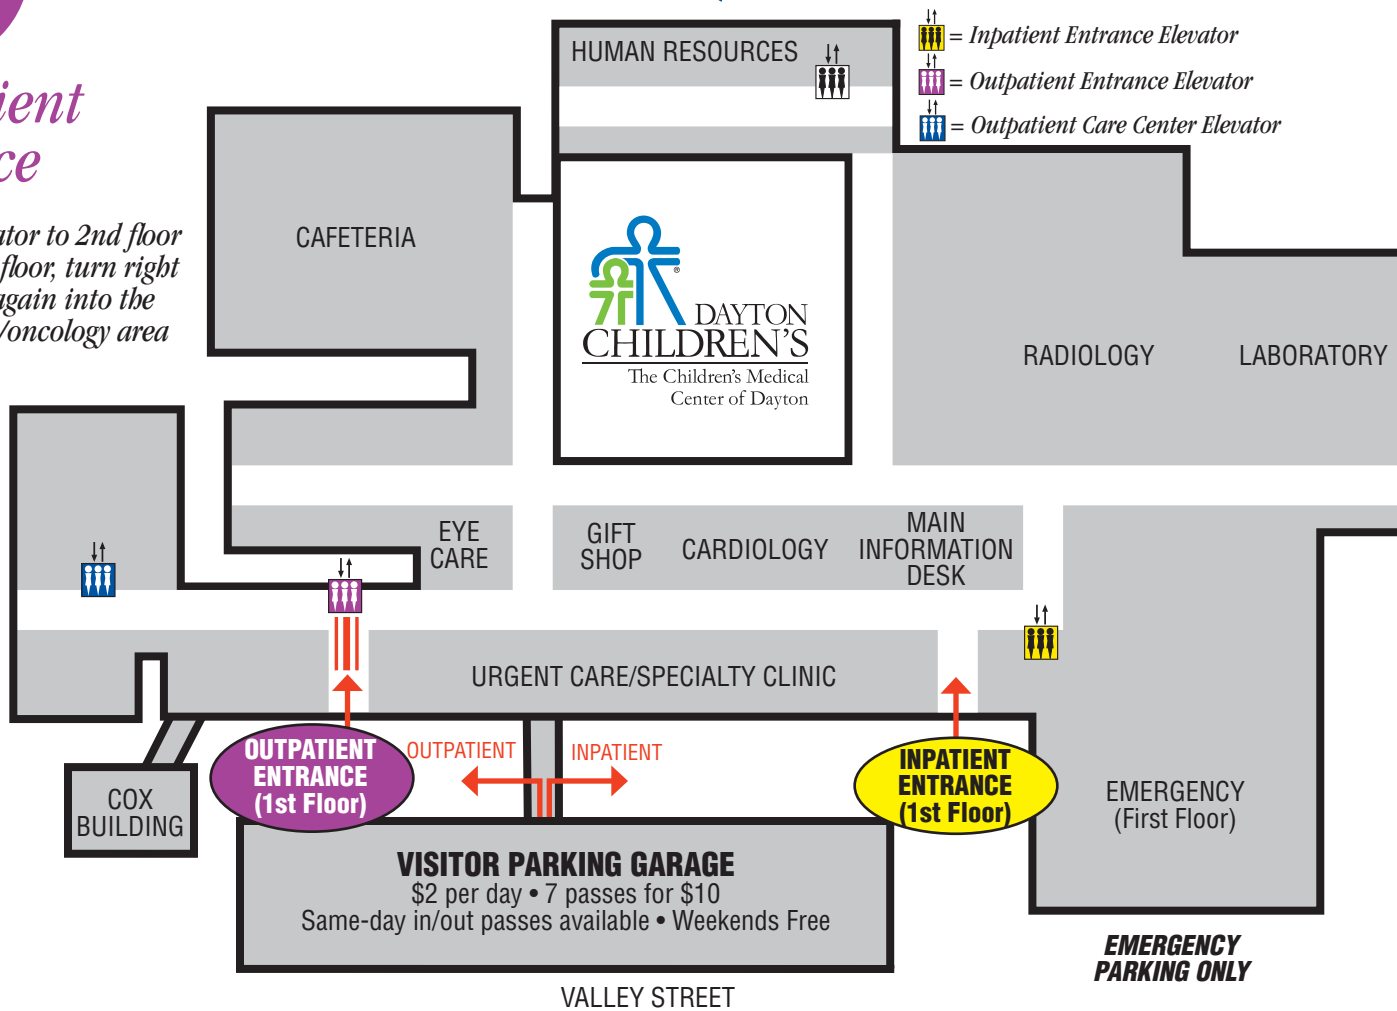 HUMAN RESOURCES
= Inpatient Entrance Elevator
= Outpatient Entrance Elevator
= Outpatient Care Center Elevator
ient
ce
ator to 2nd floor
floor, turn right
again into the
/oncology area
CAFETERIA
®
DAYTON
CHILDREN'S
The Children's Medical
Center of Dayton
RADIOLOGY
LABORATORY
EYE
CARE
GIFT
SHOP
CARDIOLOGY
MAIN
INFORMATION
DESK
URGENT CARE/SPECIALTY CLINIC
OUTPATIENT
ENTRANCE
(1st Floor)
OUTPATIENT
INPATIENT
INPATIENT
ENTRANCE
(1st Floor)
COX
BUILDING
EMERGENCY
(First Floor)
VISITOR PARKING GARAGE
$2 per day • 7 passes for $10
Same-day in/out passes available • Weekends Free
EMERGENCY
PARKING ONLY
VALLEY STREET